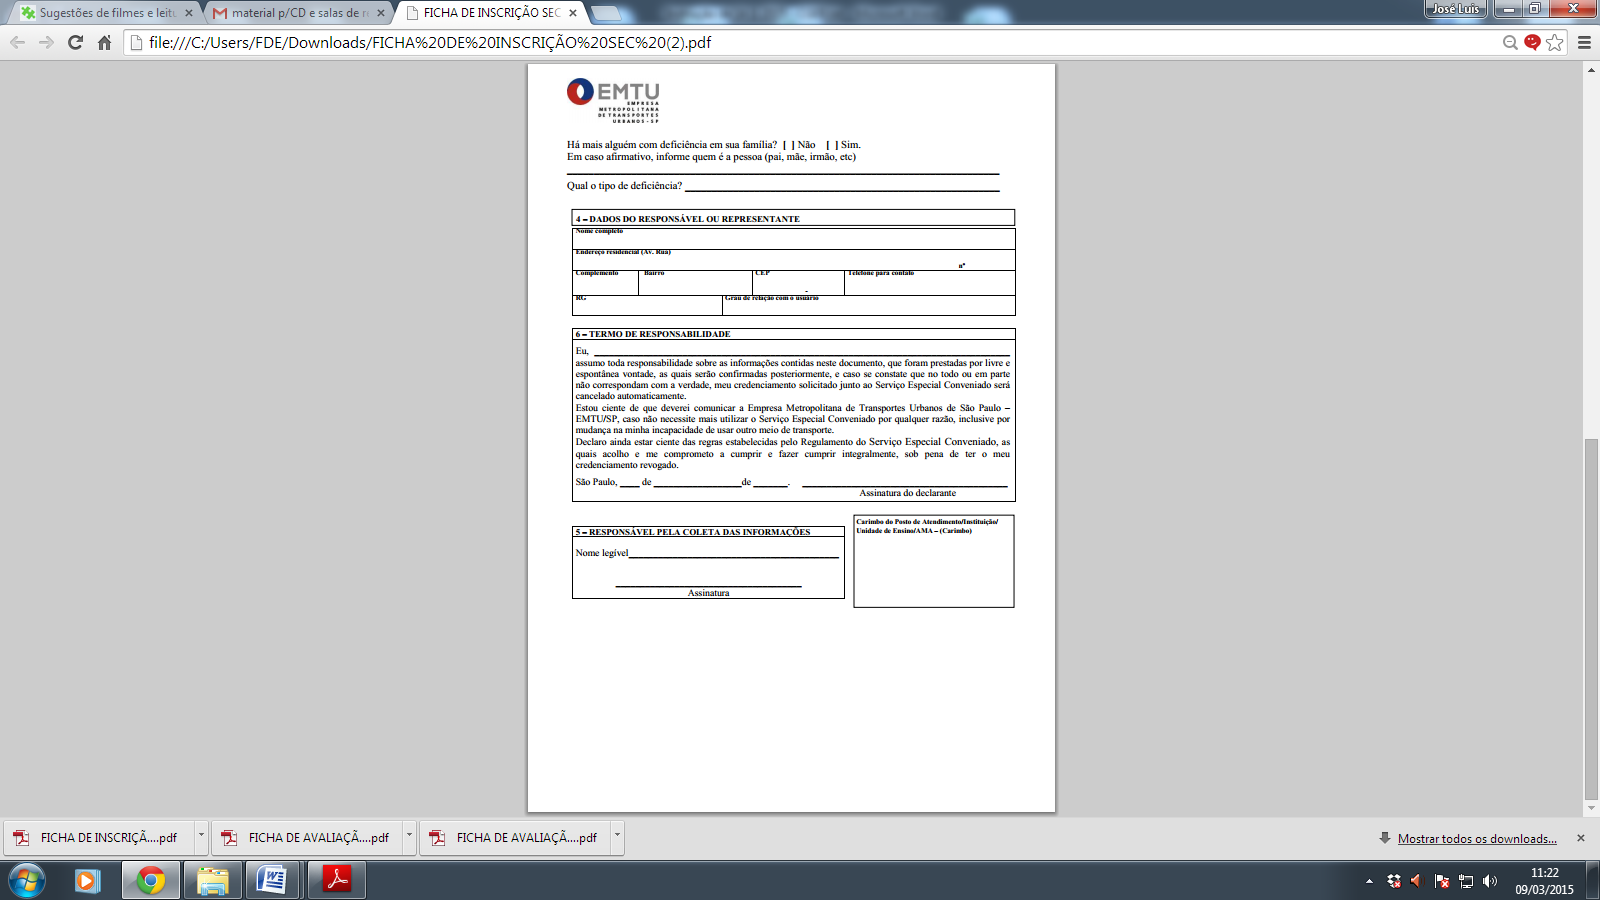 José Luis
Sugestões de filmes e leitu
material p/CD e salas de re
FICHA DE INSCRIÇÃO SEC
file:///C:/Users/FDE/Downloads/FICHA%20DE%20INSCRIÇÃO%20SEC%20(2).pdf
EMTU
EMPRESA
METROPOLITANA
DE TRANSPORTES
URBANOS - SP
Há mais alguém com deficiência em sua família? [ ] Não [ ] Sim.
Em caso afirmativo, informe quem é a pessoa (pai, mãe, irmão, etc)
Qual o tipo de deficiência?
4 – DADOS DO RESPONSÁVEL OU REPRESENTANTE
Nome completo
Endereço residencial (Av. Rua)
nº
Complemento Bairro CEP Telefone para contato
-
RG Grau de relação com o usuário
6 – TERMO DE RESPONSABILIDADE
Eu,
assumo toda responsabilidade sobre as informações contidas neste documento, que foram prestadas por livre e
espontânea vontade, as quais serão confirmadas posteriormente, e caso se constate que no todo ou em parte
não correspondam com a verdade, meu credenciamento solicitado junto ao Serviço Especial Conveniado será
cancelado automaticamente.
Estou ciente de que deverei comunicar a Empresa Metropolitana de Transportes Urbanos de São Paulo –
EMTU/SP, caso não necessite mais utilizar o Serviço Especial Conveniado por qualquer razão, inclusive por
mudança na minha incapacidade de usar outro meio de transporte.
Declaro ainda estar ciente das regras estabelecidas pelo Regulamento do Serviço Especial Conveniado, as
quais acolho e me comprometo a cumprir e fazer cumprir integralmente, sob pena de ter o meu
credenciamento revogado.
São Paulo, ____ de __________________de _______.
Assinatura do declarante
Carimbo do Posto de Atendimento/Instituição/
Unidade de Ensino/AMA – (Carimbo)
5 – RESPONSÁVEL PELA COLETA DAS INFORMAÇÕES
Nome legível
Assinatura
FICHA DE INSCRIÇÃ....pdf
FICHA DE AVALIAÇÃ....pdf
FICHA DE AVALIAÇÃ....pdf
Mostrar todos os downloads...
11:22
09/03/2015